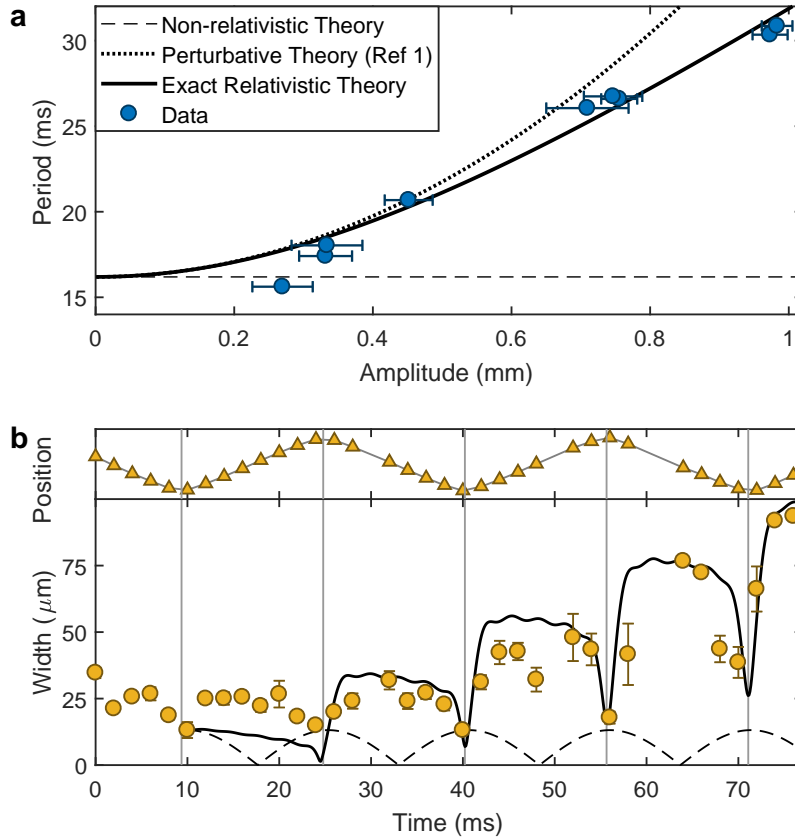 a
Non-relativistic Theory
Perturbative Theory (Ref 1)
Exact Relativistic Theory
Data
30
25
20
15
Period (ms)
0 0.2 0.4 0.6 0.8 1
Amplitude (mm)
b
Position
75
50
25
0
Width (μm)
0 10 20 30 40 50 60 70
Time (ms)